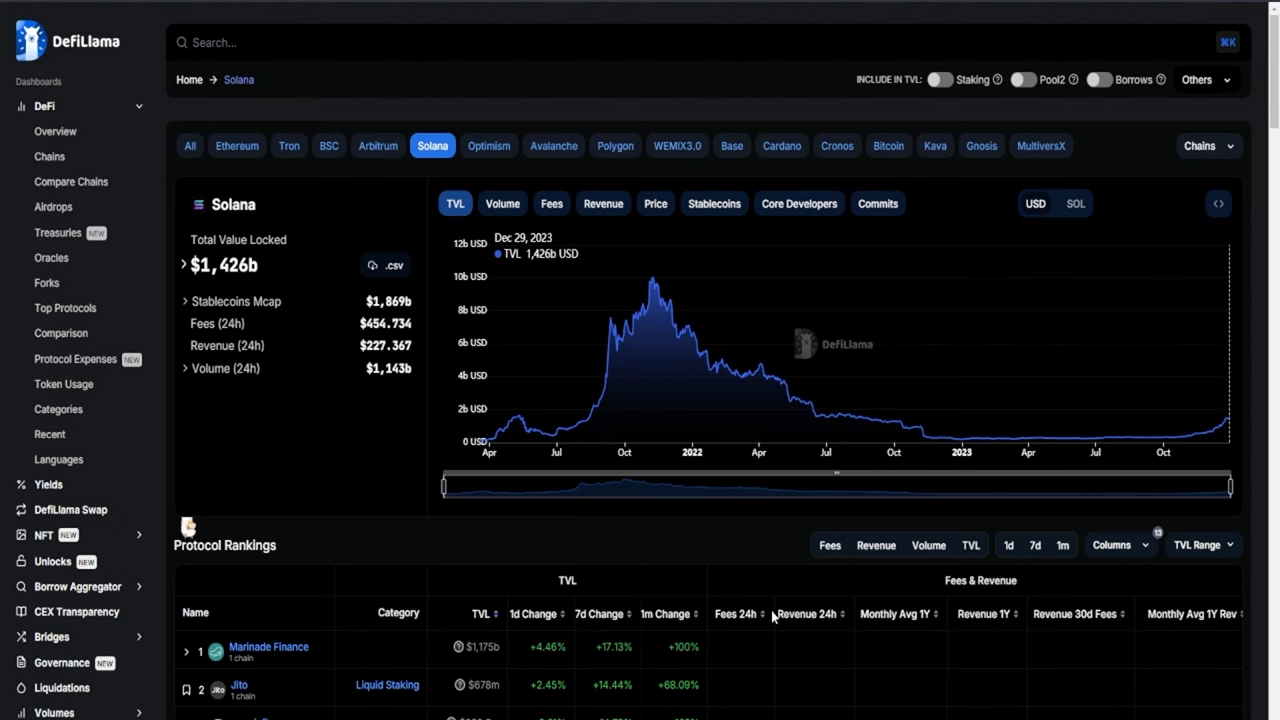 DefiLlama
Search...
⌘K
Dashboards
Home → Solana
INCLUDE IN TVL: Staking Pool2 Borrows Others
DeFi
Overview
Chains
Compare Chains
Airdrops
Treasuries NEW
Oracles
Forks
Top Protocols
Comparison
Protocol Expenses NEW
Token Usage
Categories
Recent
Languages
Yields
DefiLlama Swap
NFT NEW
Unlocks NEW
Borrow Aggregator
CEX Transparency
Bridges
Governance NEW
Liquidations
Volumes
All Ethereum Tron BSC Arbitrum Solana Optimism Avalanche Polygon WEMIX3.0 Base Cardano Cronos Bitcoin Kava Gnosis MultiversX Chains
Solana
Total Value Locked
$1,426b
.csv
Stablecoins Mcap $1,869b
Fees (24h) $454.734
Revenue (24h) $227.367
Volume (24h) $1,143b
TVL Volume Fees Revenue Price Stablecoins Core Developers Commits USD SOL
Dec 29, 2023
TVL 1,426b USD
12b USD
10b USD
8b USD
6b USD
4b USD
2b USD
0 USD
DefiLlama
Apr Jul Oct 2022 Apr Jul Oct 2023 Apr Jul Oct
Protocol Rankings
Fees Revenue Volume TVL 1d 7d 1m Columns 13 TVL Range
TVL Fees & Revenue
Name Category TVL 1d Change 7d Change 1m Change Fees 24h Revenue 24h Monthly Avg 1Y Fees Revenue 1Y Revenue 30d Fees Monthly Avg 1Y Rev
1 Marinade Finance $1,175b +4.46% +17.13% +100%
1 chain
2 Jito Liquid Staking $678m +2.45% +14.44% +68.09%
1 chain